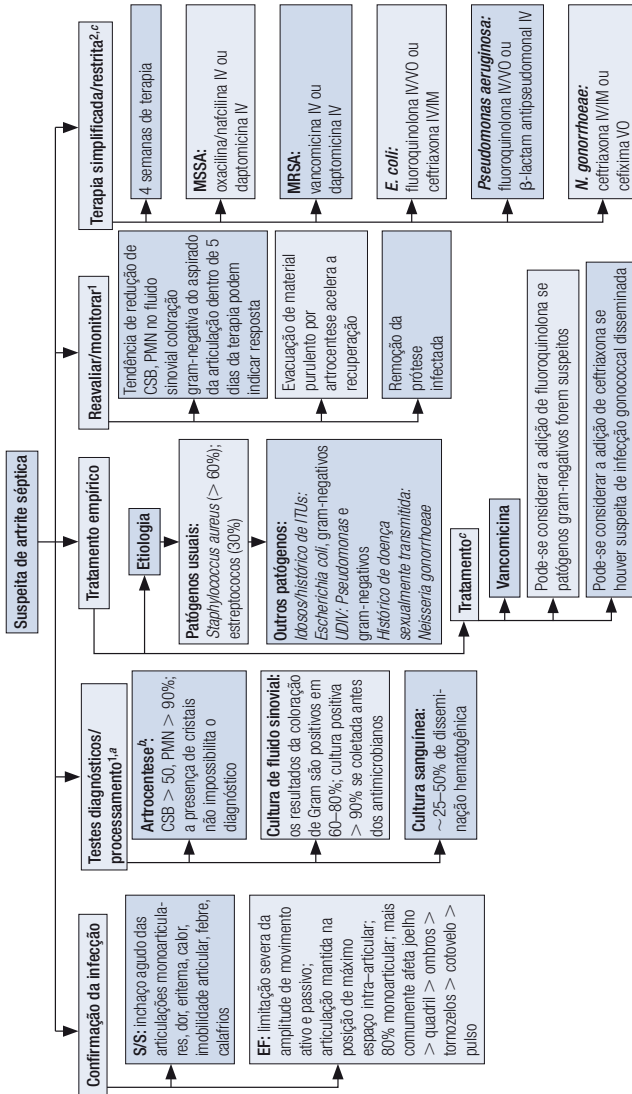 Suspeita de artrite séptica
Confirmação da infecção
S/S: inchaço agudo das
articulações monoarticula-
res, dor, eritema, calor,
imobilidade articular, febre,
calafrios
EF: limitação severa da
amplitude de movimento
ativo e passivo;
articulação mantida na
posição de máximo
espaço intra–articular;
80% monoarticular; mais
comumente afeta joelho
> quadril > ombros >
tornozelos > cotovelo >
pulso
Testes diagnósticos/
processamento1,a
Artrocenteseb:
CSB > 50, PMN > 90%;
a presença de cristais
não impossibilita o
diagnóstico
Cultura de fluido sinovial:
os resultados da coloração
de Gram são positivos em
60–80%; cultura positiva
> 90% se coletada antes
dos antimicrobianos
Cultura sanguínea:
~25–50% de dissemi-
nação hematogênica
Tratamento empírico
Etiologia
Patógenos usuais:
Staphylococcus aureus (> 60%);
estreptococos (30%)
Outros patógenos:
Idosos/histórico de ITUs:
Escherichia coli, gram-negativos
UDIV: Pseudomonas e
gram-negativos
Histórico de doença
sexualmente transmitida:
Neisseria gonorrhoeae
Tratamentoc
Vancomicina
Pode-se considerar a adição de fluoroquinolona se
patógenos gram-negativos forem suspeitos
Pode-se considerar a adição de ceftriaxona se
houver suspeita de infecção gonococcal disseminada
Reavaliar/monitorar1
Tendência de redução de
CSB, PMN no fluido
sinovial coloração
gram-negativa do aspirado
da articulação dentro de 5
dias da terapia podem
indicar resposta
Evacuação de material
purulento por
artrocentese acelera a
recuperação
Remoção da
prótese
infectada
Terapia simplificada/restrita2,c
4 semanas de terapia
MSSA:
oxacilina/nafcilina IV ou
daptomicina IV
MRSA:
vancomicina IV ou
daptomicina IV
E. coli:
fluoroquinolona IV/VO ou
ceftriaxona IV/IM
Pseudomonas aeruginosa:
fluoroquinolona IV/VO ou
β-lactam antipseudomonal IV
N. gonorrhoeae:
ceftriaxona IV/IM ou
cefixima VO